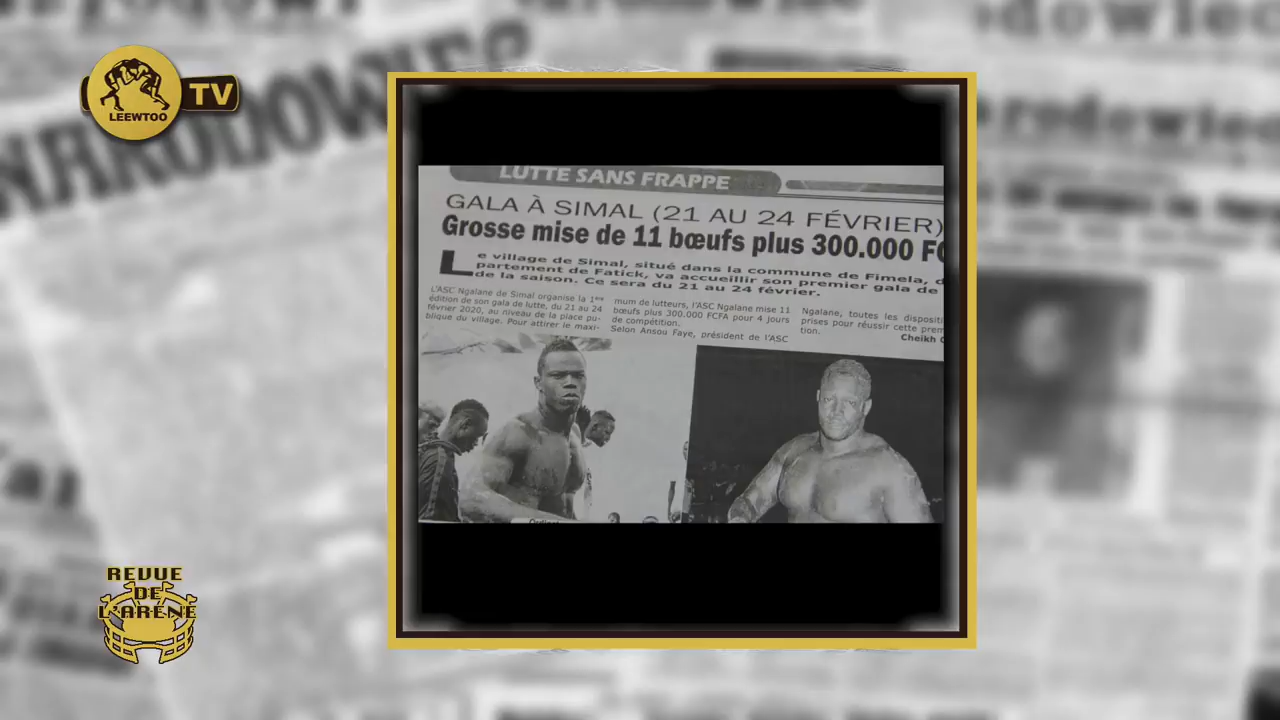 LEEWTOO
TV
LUTTE SANS FRAPPE
GALA À SIMAL (21 AU 24 FÉVRIER)
Grosse mise de 11 bœufs plus 300.000 FC
Le village de Simal, situé dans la commune de Fimela, d
partement de Fatick, va accueillir son premier gala de
de la saison. Ce sera du 21 au 24 février.
L'ASC Ngalane de Simal organise la 1ère
édition de son gala de lutte, du 21 au 24
février 2020, au niveau de la place pu-
blique du village. Pour attirer le maxi-
mum de lutteurs, l'ASC Ngalane mise 11
bœufs plus 300.000 FCFA pour 4 jours
de compétition.
Selon Ansou Faye, président de l'ASC
Ngalane, toutes les dispositi
prises pour réussir cette prem
tion.
Cheikh
REVUE
DE
L'ARÈNE
NARODOWIEC